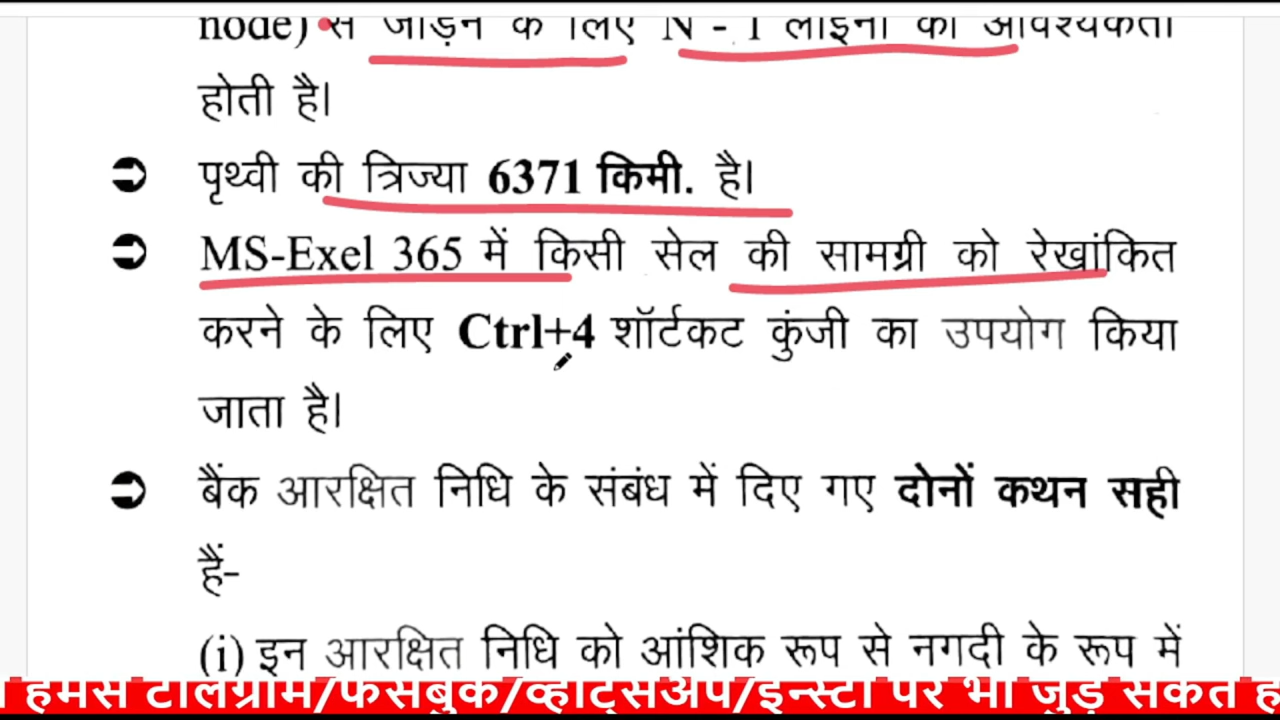 node) से जोड़ने के लिए N - 1 लाइनों की आवश्यकता
होती है।
➲ पृथ्वी की त्रिज्या 6371 किमी. है।
➲ MS-Exel 365 में किसी सेल की सामग्री को रेखांकित
करने के लिए Ctrl+4 शॉर्टकट कुंजी का उपयोग किया
जाता है।
➲ बैंक आरक्षित निधि के संबंध में दिए गए दोनों कथन सही
हैं-
(i) इन आरक्षित निधि को आंशिक रूप से नगदी के रूप में
हमसे टेलिग्राम/फेसबुक/व्हाट्सअप/इन्स्टा पर भी जुड़ सकते